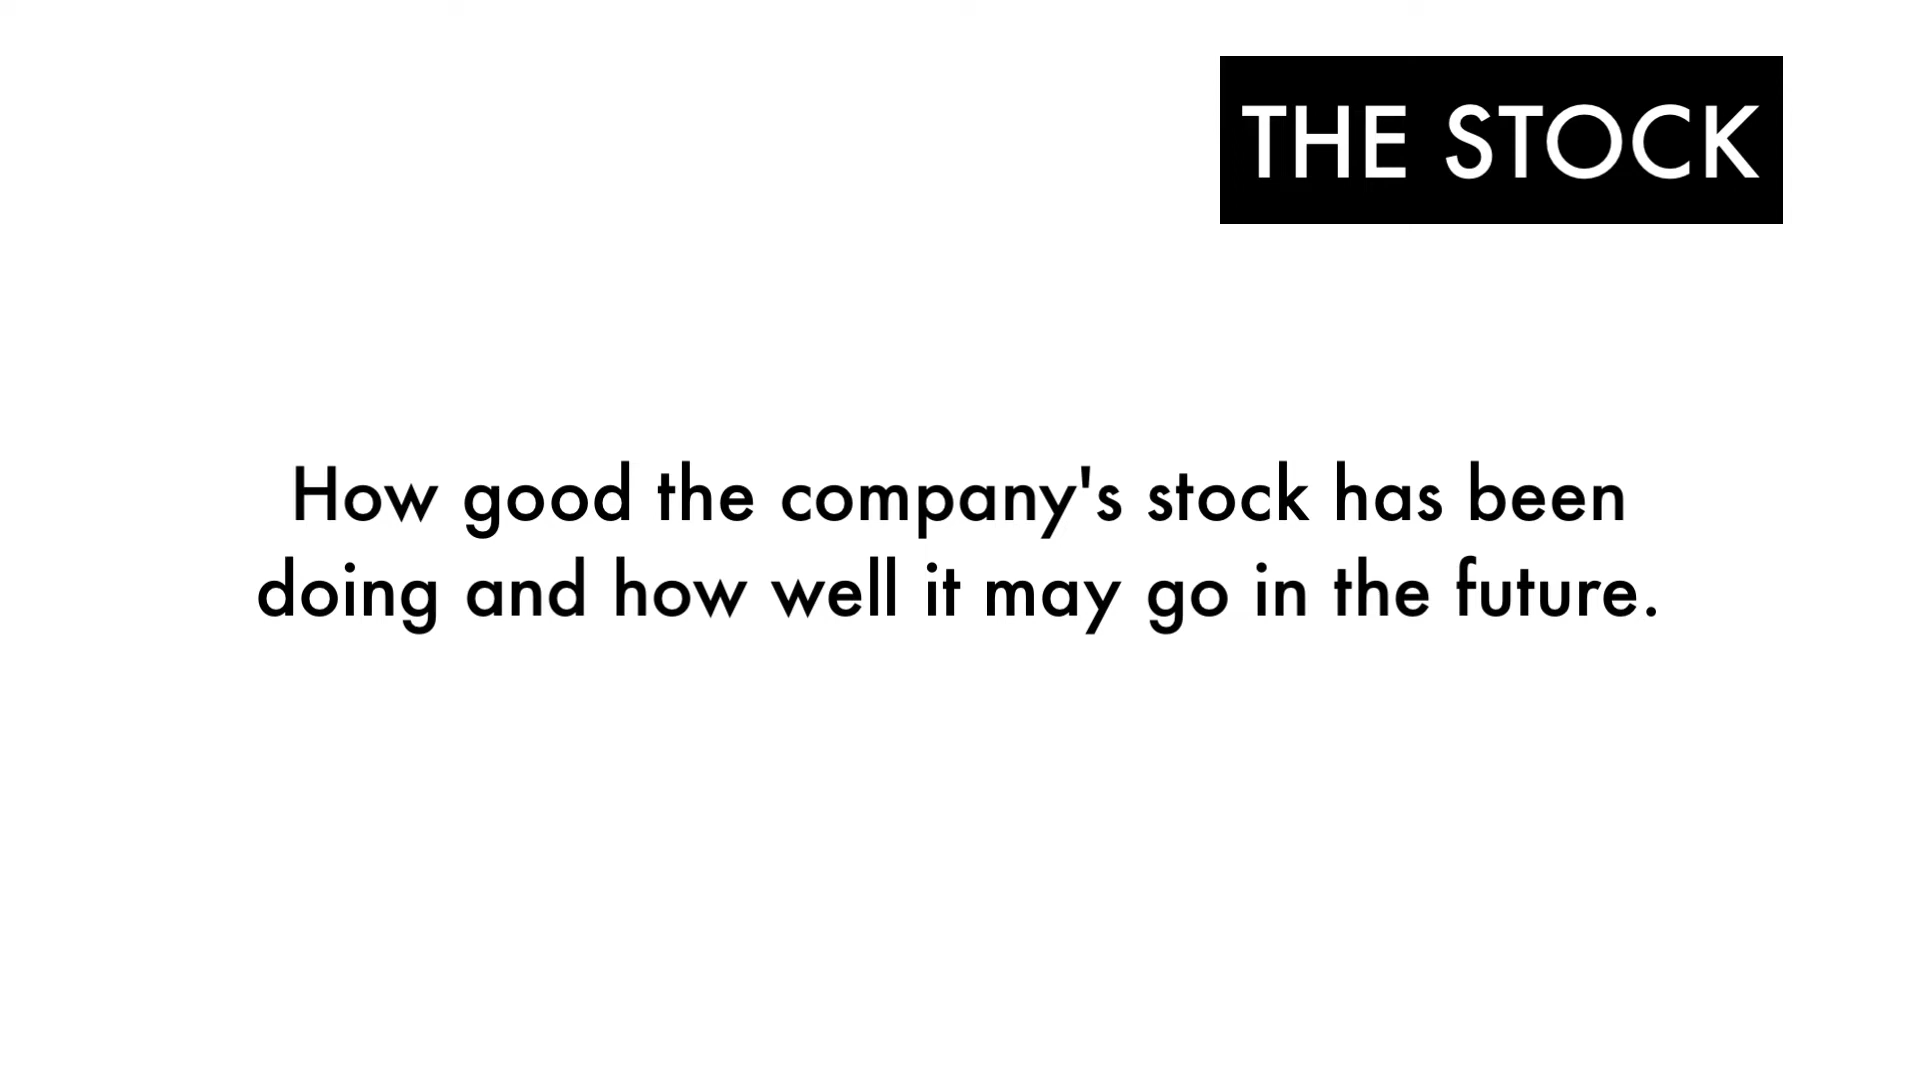 THE STOCK
How good the company's stock has been
doing and how well it may go in the future.